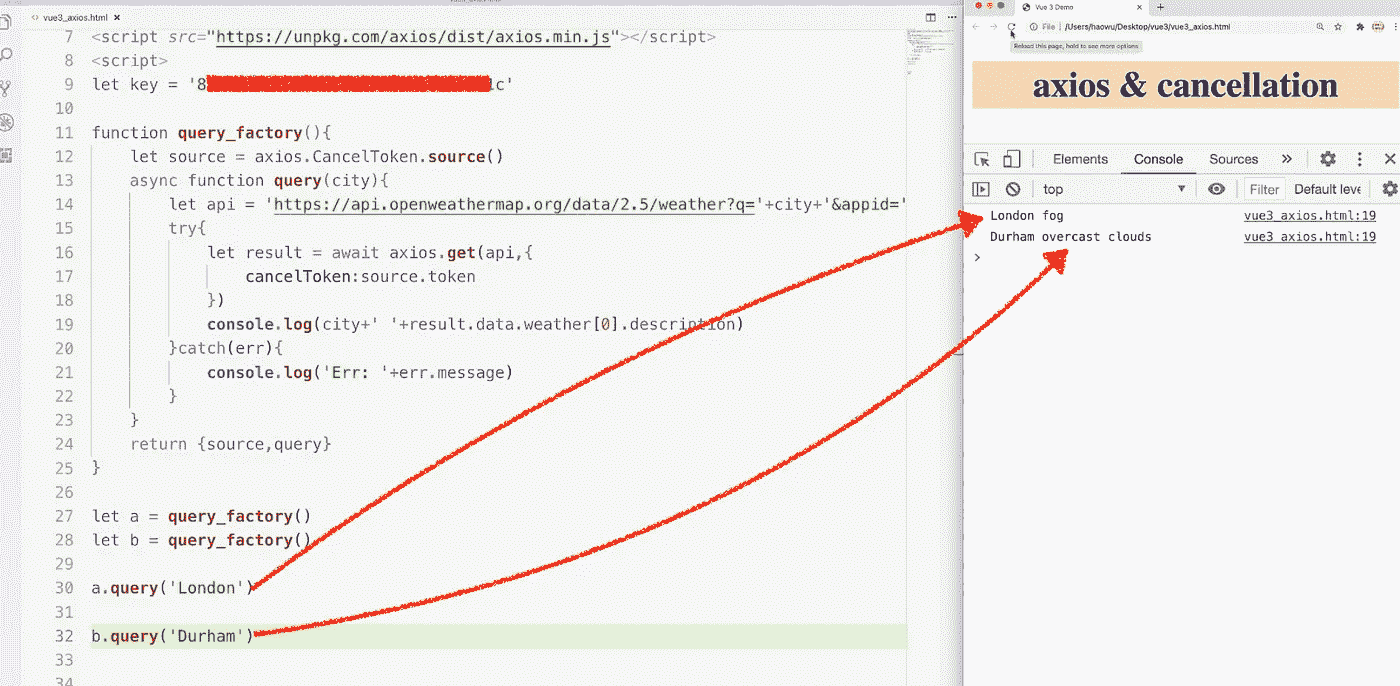 vue3_axios.html
7 <script src="https://unpkg.com/axios/dist/axios.min.js"></script>
8 <script>
9 let key = '8 c'
10
11 function query_factory(){
12 let source = axios.CancelToken.source()
13 async function query(city){
14 let api = 'https://api.openweathermap.org/data/2.5/weather?q='+city+'&appid='
15 try{
16 let result = await axios.get(api,{
17 cancelToken:source.token
18 })
19 console.log(city+' '+result.data.weather[0].description)
20 }catch(err){
21 console.log('Err: '+err.message)
22 }
23 }
24 return {source,query}
25 }
26
27 let a = query_factory()
28 let b = query_factory()
29
30 a.query('London')
31
32 b.query('Durham')
33
34
Vue 3 Demo
File | /Users/haowu/Desktop/vue3/vue3_axios.html
Reload this page, hold to see more options
axios & cancellation
Elements Console Sources »
top Filter Default leve
London fog vue3_axios.html:19
Durham overcast clouds vue3_axios.html:19
>